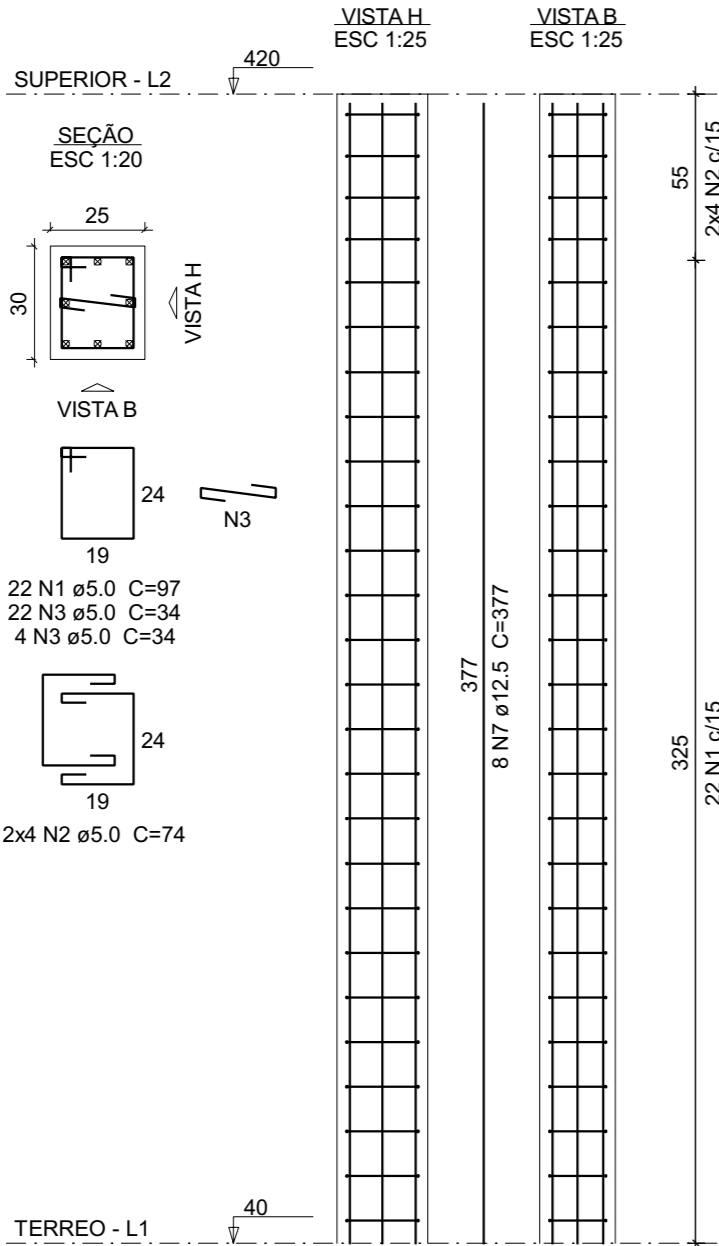 VISTA H
ESC 1:25
VISTA B
ESC 1:25
420
SUPERIOR - L2
SEÇÃO
ESC 1:20
25
30
VISTA H
VISTA B
24
19
N3
22 N1 ø5.0 C=97
22 N3 ø5.0 C=34
4 N3 ø5.0 C=34
24
19
2x4 N2 ø5.0 C=74
377
8 N7 ø12.5 C=377
55
2x4 N2 c/15
325
22 N1 c/15
40
TERREO - L1